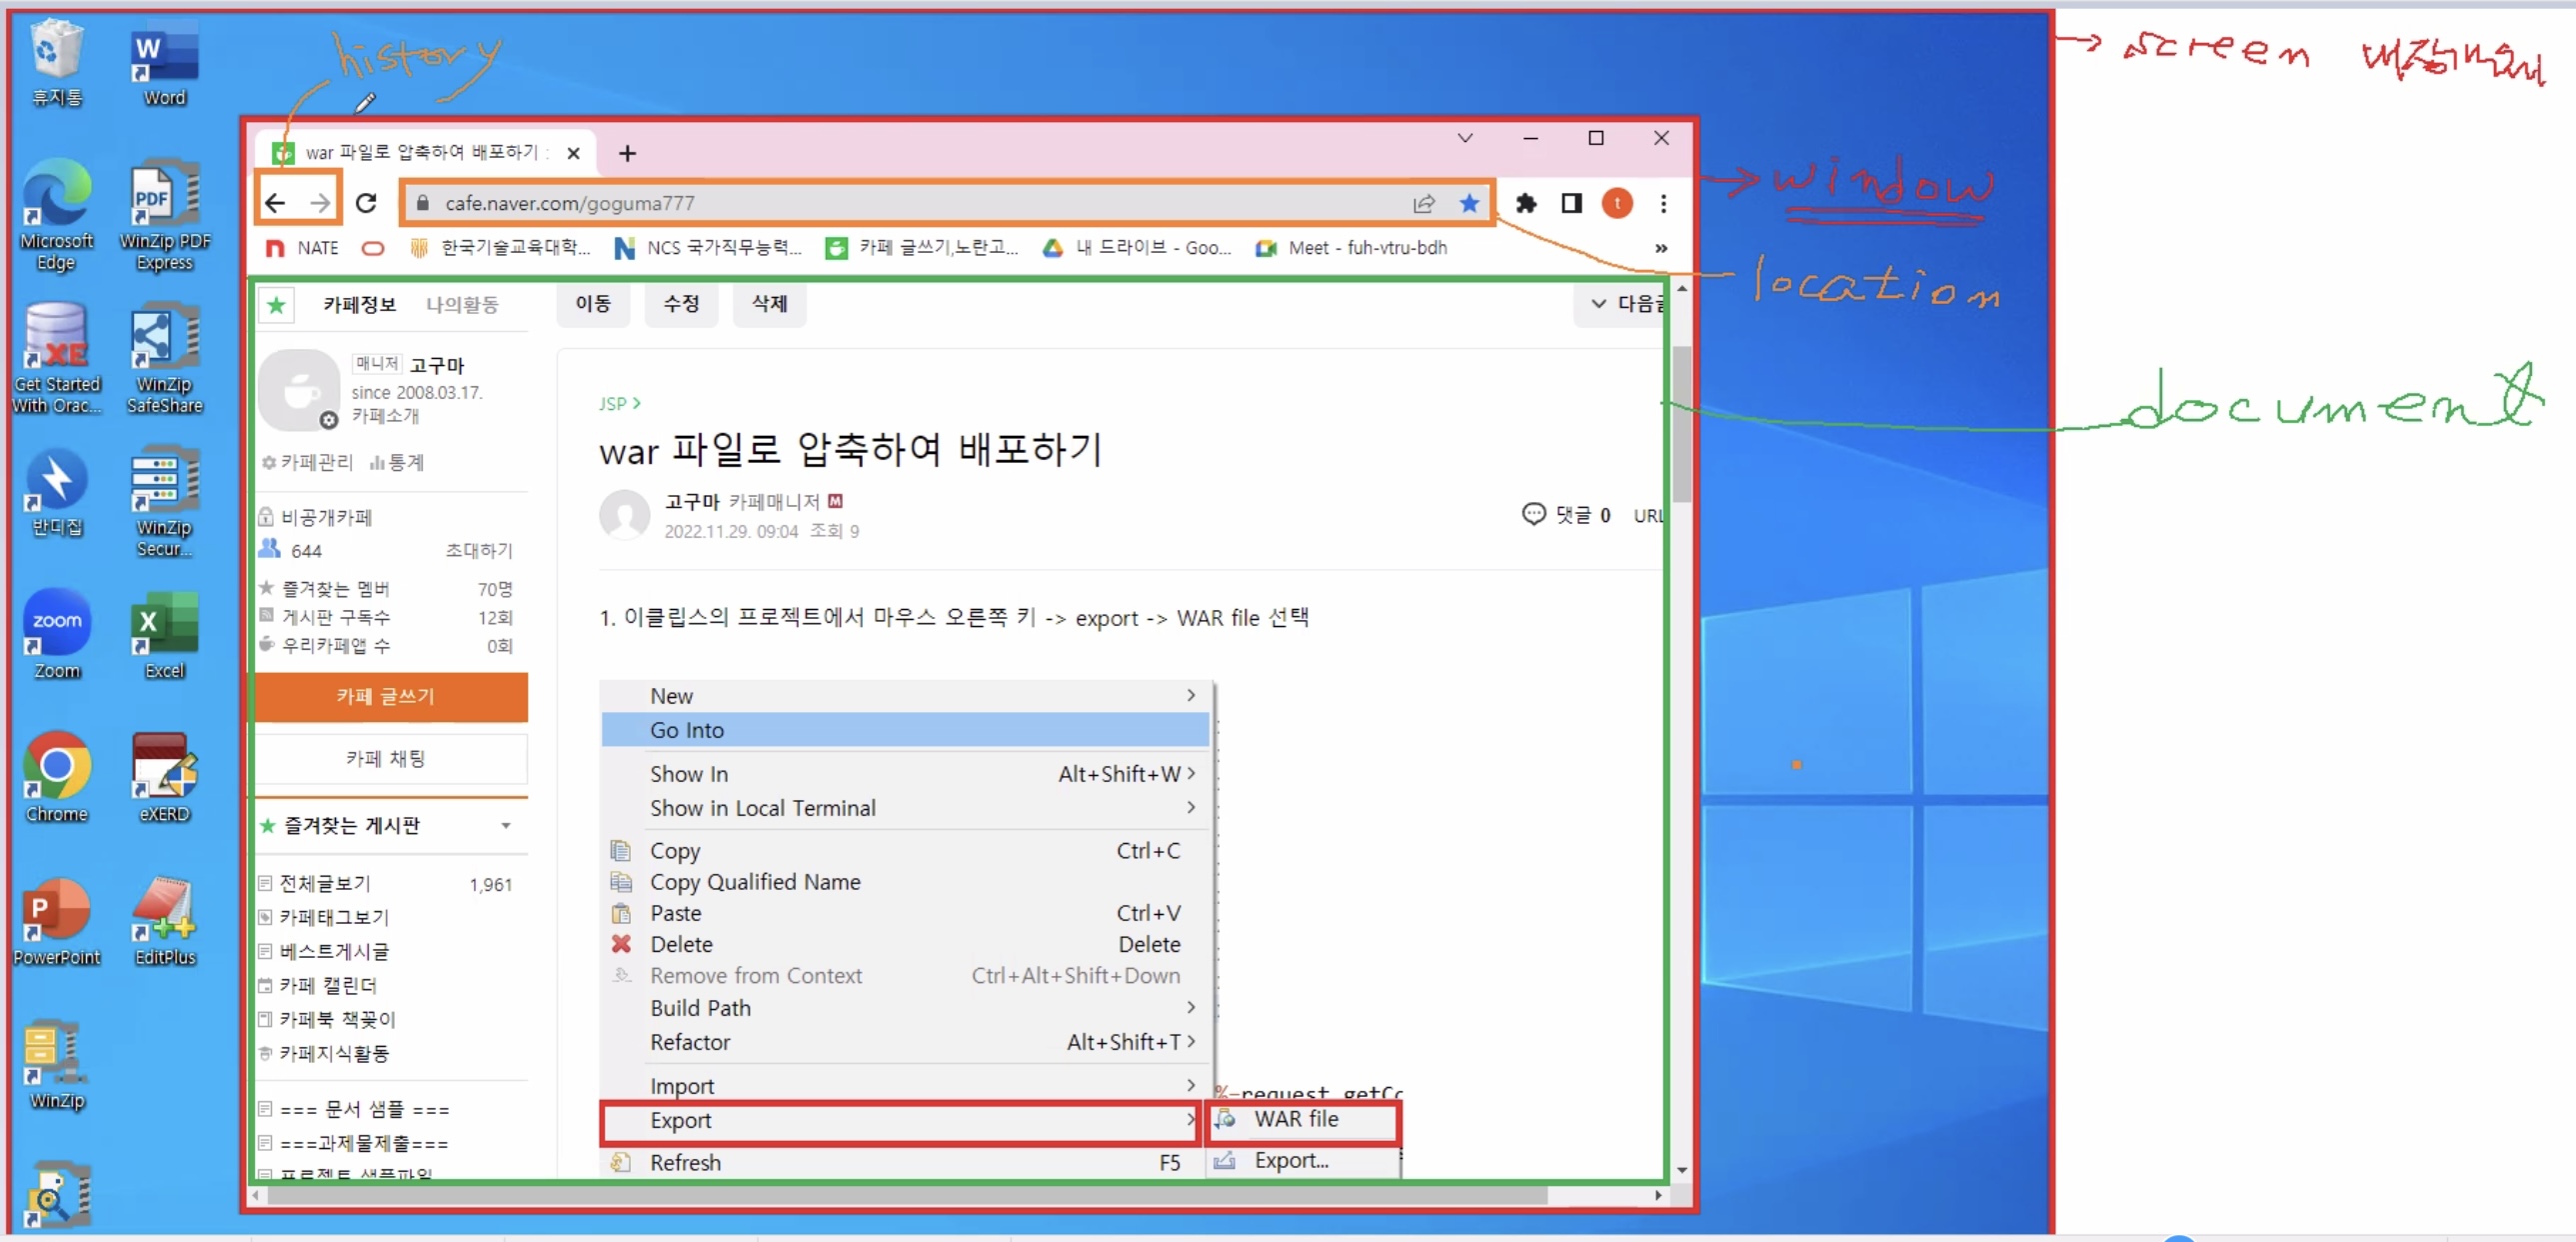 history
screen
휴지통
Word
war 파일로 압축하여 배포하기 :
window
Microsoft Edge
WinZip PDF Express
cafe.naver.com/goguma777
t
NATE 한국기술교육대학... NCS 국가직무능력... 카페 글쓰기,노란고... 내 드라이브 - Goo... Meet - fuh-vtru-bdh »
location
카페정보 나의활동
이동 수정 삭제
다음글
document
Get Started With Orac...
WinZip SafeShare
매니저 고구마
since 2008.03.17.
카페소개
카페관리 통계
JSP >
war 파일로 압축하여 배포하기
고구마 카페매니저 M
2022.11.29. 09:04 조회 9
댓글 0 URL
반디집
WinZip Secur...
비공개카페
644 초대하기
즐겨찾는 멤버 70명
게시판 구독수 12회
우리카페앱 수 0회
1. 이클립스의 프로젝트에서 마우스 오른쪽 키 -> export -> WAR file 선택
zoom
Zoom
Excel
카페 글쓰기
카페 채팅
Chrome
eXERD
즐겨찾는 게시판
전체글보기 1,961
카페태그보기
베스트게시글
카페 캘린더
카페북 책꽂이
카페지식활동
=== 문서 샘플 ===
===과제물제출===
프로젝트 샘플파일
PowerPoint
EditPlus
WinZip
New
Go Into
Show In Alt+Shift+W
Show in Local Terminal
Copy Ctrl+C
Copy Qualified Name
Paste Ctrl+V
Delete Delete
Remove from Context Ctrl+Alt+Shift+Down
Build Path
Refactor Alt+Shift+T
Import
%=request.getCo
Export
WAR file
Refresh F5
Export...